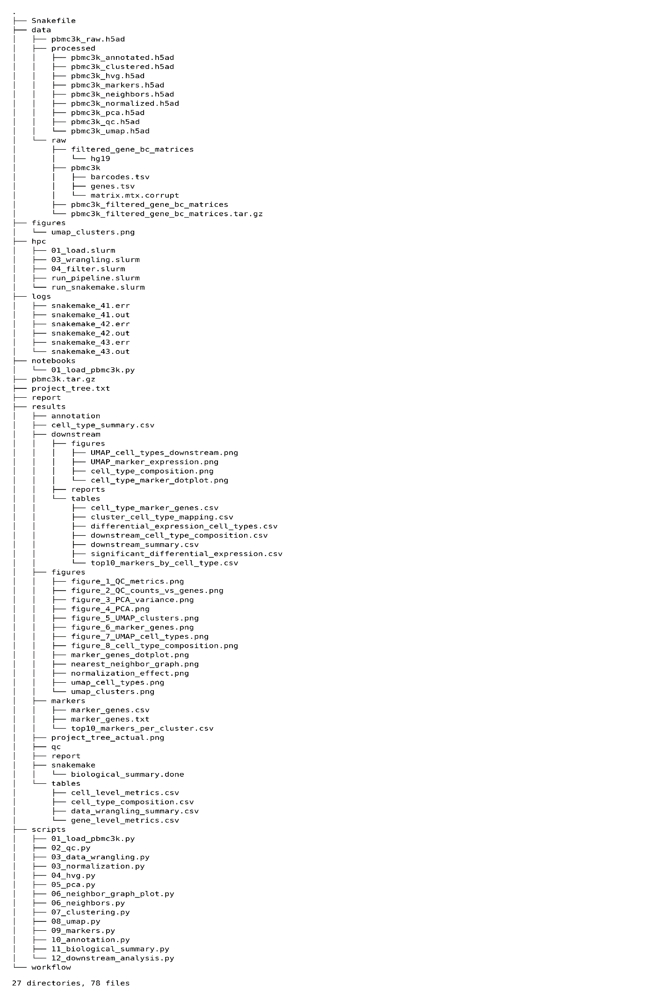 .
├── Snakefile
├── data
│   ├── pbmc3k_raw.h5ad
│   ├── processed
│   │   ├── pbmc3k_annotated.h5ad
│   │   ├── pbmc3k_clustered.h5ad
│   │   ├── pbmc3k_hvg.h5ad
│   │   ├── pbmc3k_markers.h5ad
│   │   ├── pbmc3k_neighbors.h5ad
│   │   ├── pbmc3k_normalized.h5ad
│   │   ├── pbmc3k_pca.h5ad
│   │   ├── pbmc3k_qc.h5ad
│   │   └── pbmc3k_umap.h5ad
│   └── raw
│       ├── filtered_gene_bc_matrices
│       │   └── hg19
│       ├── pbmc3k
│       │   ├── barcodes.tsv
│       │   ├── genes.tsv
│       │   └── matrix.mtx.corrupt
│       ├── pbmc3k_filtered_gene_bc_matrices
│       └── pbmc3k_filtered_gene_bc_matrices.tar.gz
├── figures
│   └── umap_clusters.png
├── hpc
│   ├── 01_load.slurm
│   ├── 03_wrangling.slurm
│   ├── 04_filter.slurm
│   ├── run_pipeline.slurm
│   └── run_snakemake.slurm
├── logs
│   ├── snakemake_41.err
│   ├── snakemake_41.out
│   ├── snakemake_42.err
│   ├── snakemake_42.out
│   ├── snakemake_43.err
│   └── snakemake_43.out
├── notebooks
│   └── 01_load_pbmc3k.py
├── pbmc3k.tar.gz
├── project_tree.txt
├── report
├── results
│   ├── annotation
│   ├── cell_type_summary.csv
│   ├── downstream
│   │   ├── figures
│   │   │   ├── UMAP_cell_types_downstream.png
│   │   │   ├── UMAP_marker_expression.png
│   │   │   ├── cell_type_composition.png
│   │   │   └── cell_type_marker_dotplot.png
│   │   ├── reports
│   │   └── tables
│   │       ├── cell_type_marker_genes.csv
│   │       ├── cluster_cell_type_mapping.csv
│   │       ├── differential_expression_cell_types.csv
│   │       ├── downstream_cell_type_composition.csv
│   │       ├── downstream_summary.csv
│   │       ├── significant_differential_expression.csv
│   │       └── top10_markers_by_cell_type.csv
│   ├── figures
│   │   ├── figure_1_QC_metrics.png
│   │   ├── figure_2_QC_counts_vs_genes.png
│   │   ├── figure_3_PCA_variance.png
│   │   ├── figure_4_PCA.png
│   │   ├── figure_5_UMAP_clusters.png
│   │   ├── figure_6_marker_genes.png
│   │   ├── figure_7_UMAP_cell_types.png
│   │   ├── figure_8_cell_type_composition.png
│   │   ├── marker_genes_dotplot.png
│   │   ├── nearest_neighbor_graph.png
│   │   ├── normalization_effect.png
│   │   ├── umap_cell_types.png
│   │   └── umap_clusters.png
│   ├── markers
│   │   ├── marker_genes.csv
│   │   ├── marker_genes.txt
│   │   └── top10_markers_per_cluster.csv
│   ├── project_tree_actual.png
│   ├── qc
│   ├── report
│   ├── snakemake
│   │   └── biological_summary.done
│   └── tables
│       ├── cell_level_metrics.csv
│       ├── cell_type_composition.csv
│       ├── data_wrangling_summary.csv
│       └── gene_level_metrics.csv
├── scripts
│   ├── 01_load_pbmc3k.py
│   ├── 02_qc.py
│   ├── 03_data_wrangling.py
│   ├── 03_normalization.py
│   ├── 04_hvg.py
│   ├── 05_pca.py
│   ├── 06_neighbor_graph_plot.py
│   ├── 06_neighbors.py
│   ├── 07_clustering.py
│   ├── 08_umap.py
│   ├── 09_markers.py
│   ├── 10_annotation.py
│   ├── 11_biological_summary.py
│   └── 12_downstream_analysis.py
└── workflow

27 directories, 78 files